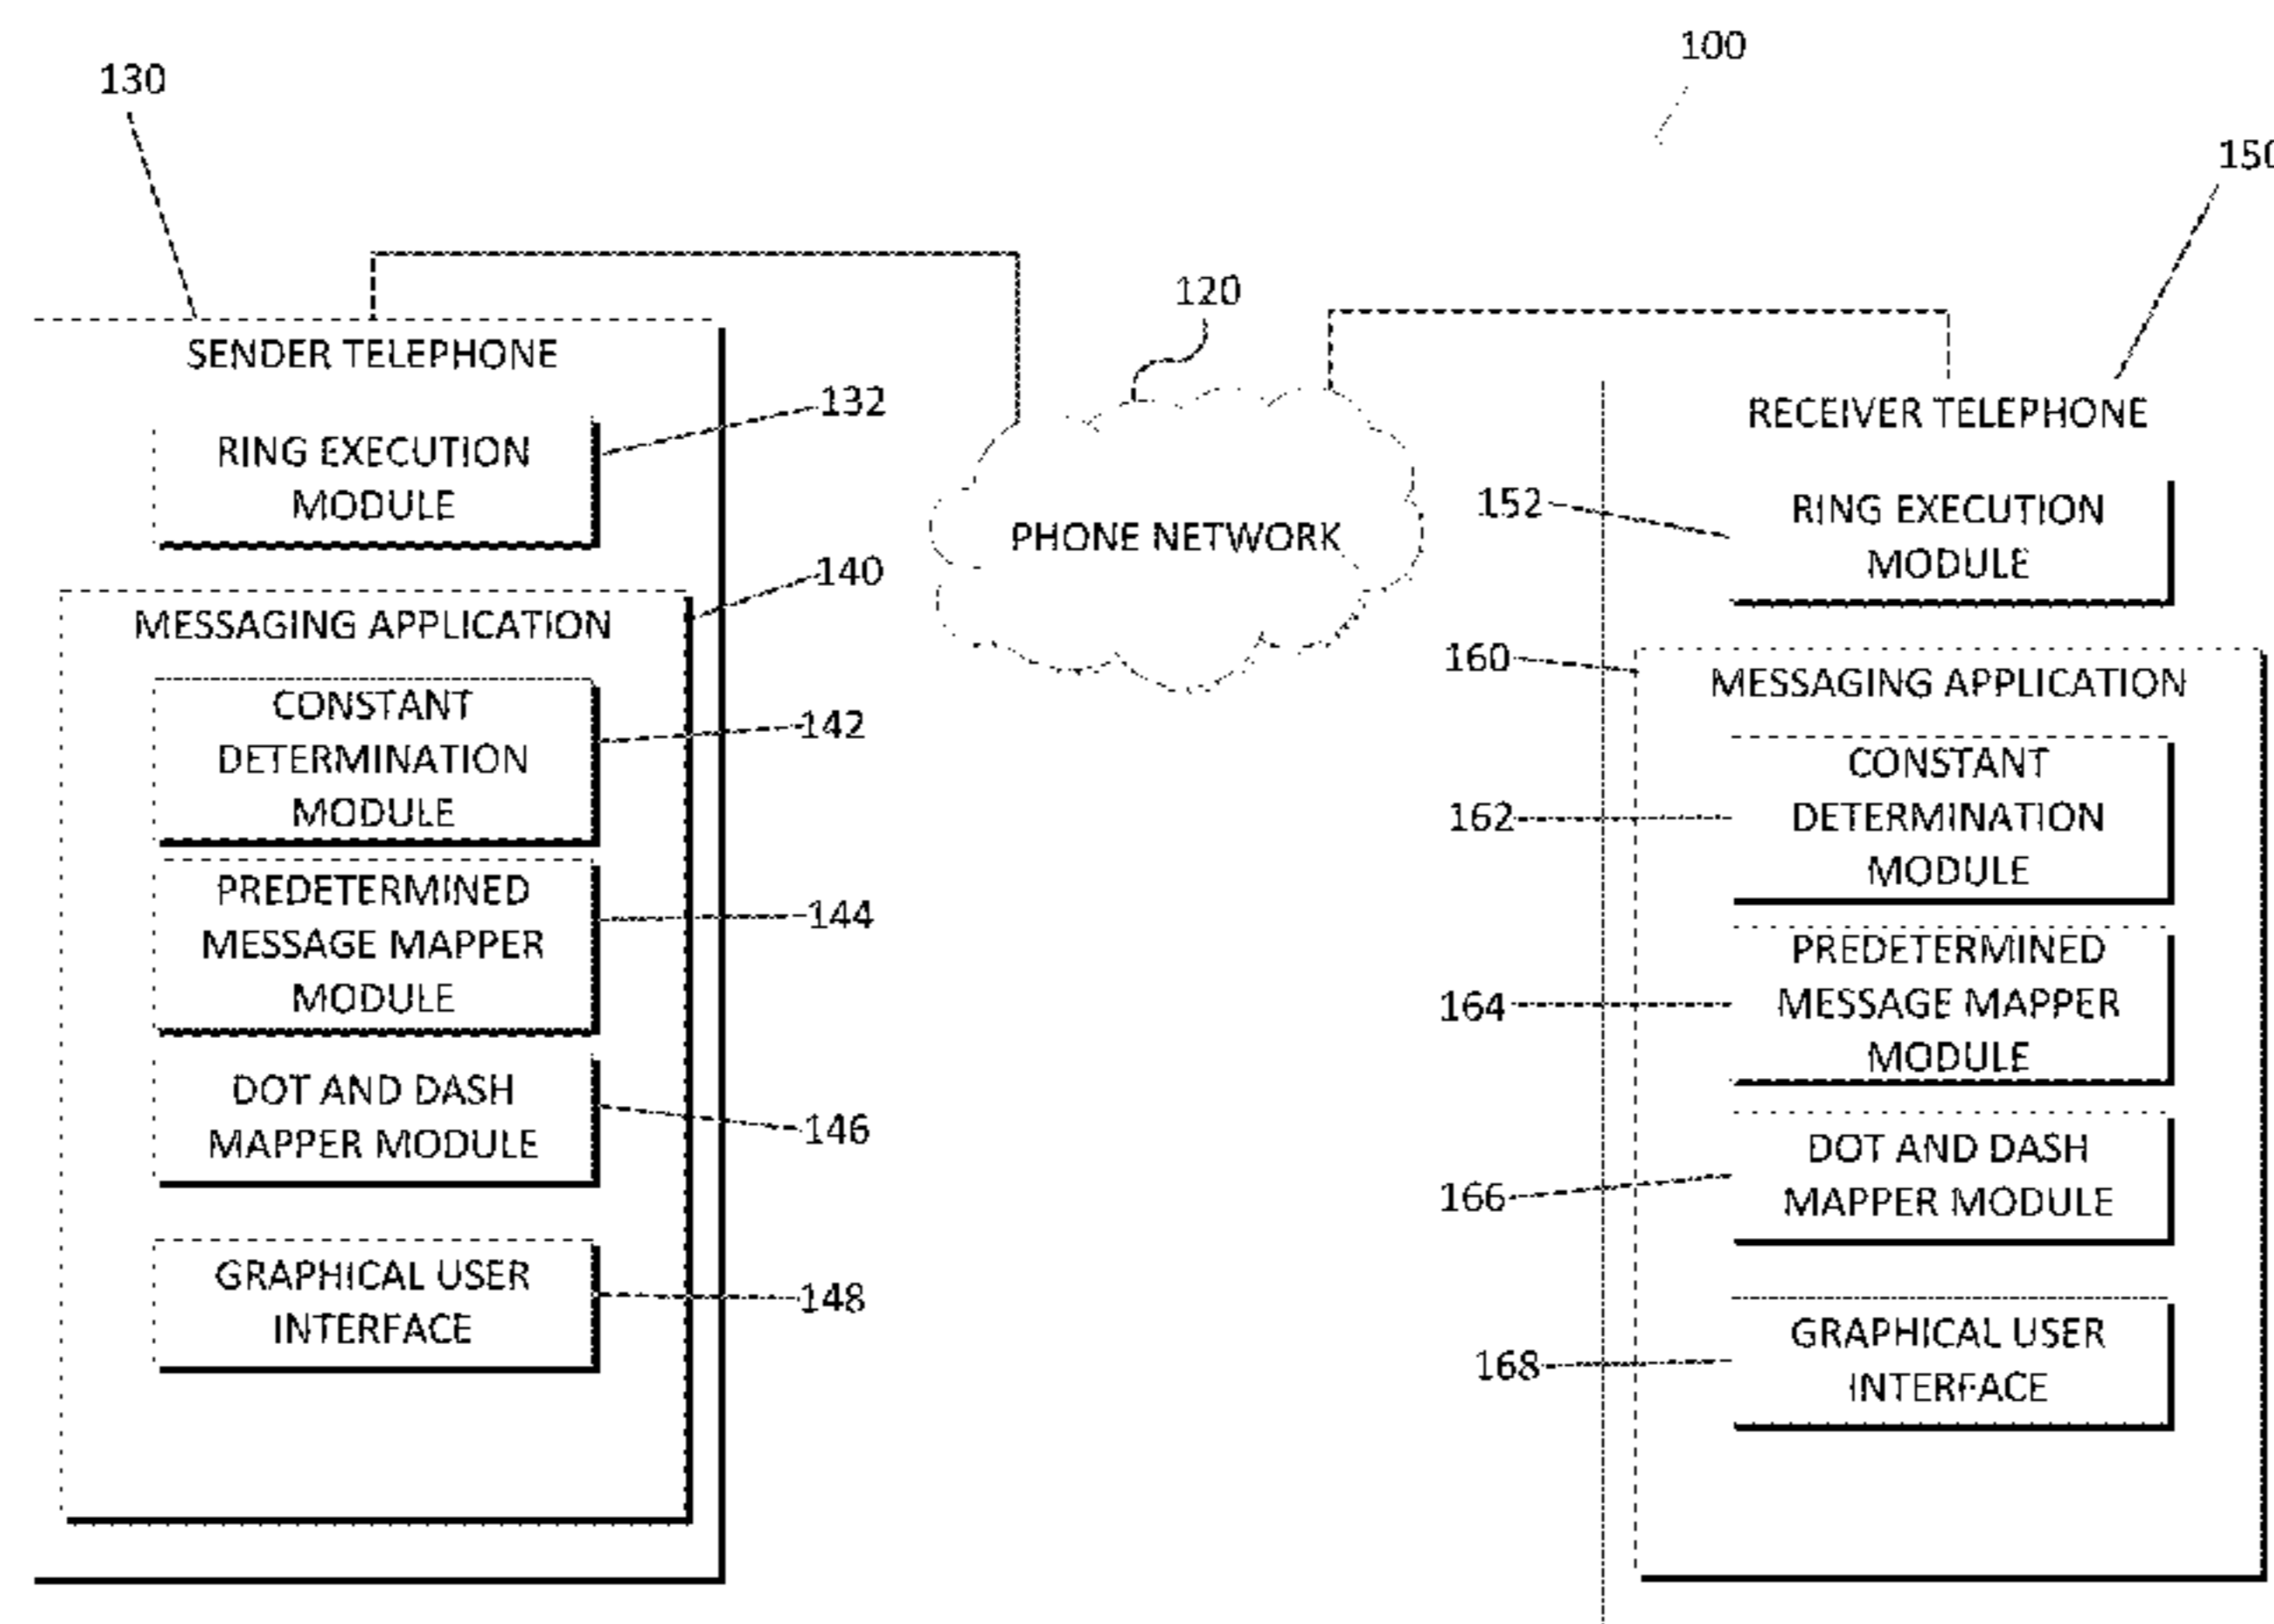 100
130
150
120
SENDER TELEPHONE
132
RING EXECUTION
MODULE
140
MESSAGING APPLICATION
CONSTANT
DETERMINATION
MODULE
142
PREDETERMINED
MESSAGE MAPPER
MODULE
144
DOT AND DASH
MAPPER MODULE
146
GRAPHICAL USER
INTERFACE
148
PHONE NETWORK
RECEIVER TELEPHONE
152
RING EXECUTION
MODULE
160
MESSAGING APPLICATION
162
CONSTANT
DETERMINATION
MODULE
164
PREDETERMINED
MESSAGE MAPPER
MODULE
166
DOT AND DASH
MAPPER MODULE
168
GRAPHICAL USER
INTERFACE